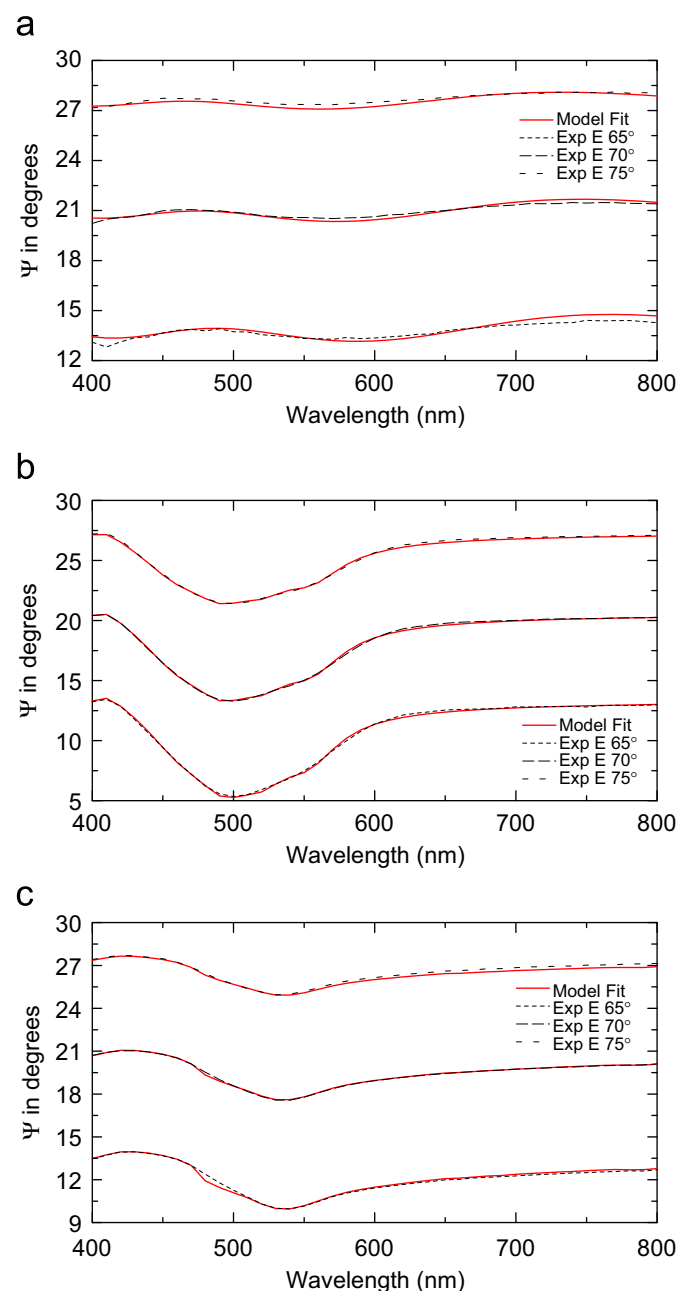 a
30
27
24
21
18
15
12
Ψ in degrees
Model Fit
Exp E 65°
Exp E 70°
Exp E 75°
400 500 600 700 800
Wavelength (nm)
b
30
25
20
15
10
5
Ψ in degrees
Model Fit
Exp E 65°
Exp E 70°
Exp E 75°
400 500 600 700 800
Wavelength (nm)
c
30
27
24
21
18
15
12
9
Ψ in degrees
Model Fit
Exp E 65°
Exp E 70°
Exp E 75°
400 500 600 700 800
Wavelength (nm)